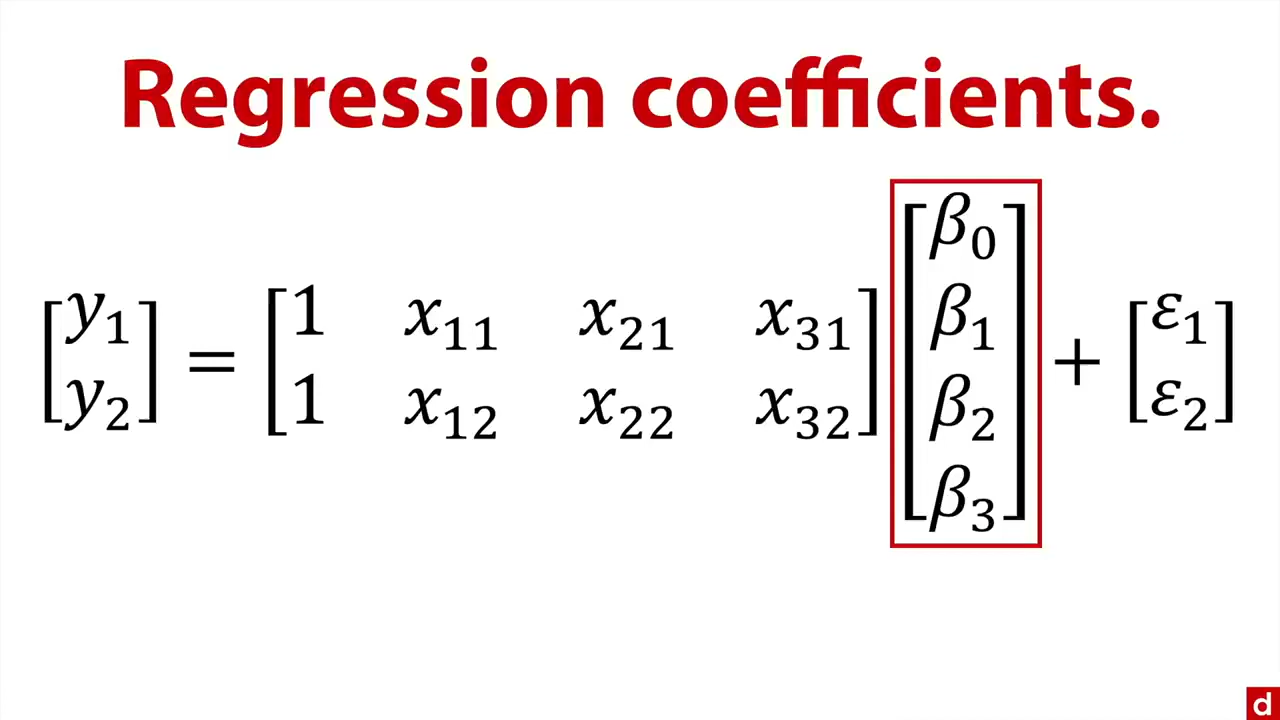 Regression coefficients.
[y₁ y₂] = [1 x₁₁ x₂₁ x₃₁ 1 x₁₂ x₂₂ x₃₂] [β₀ β₁ β₂ β₃] + [ε₁ ε₂]
d